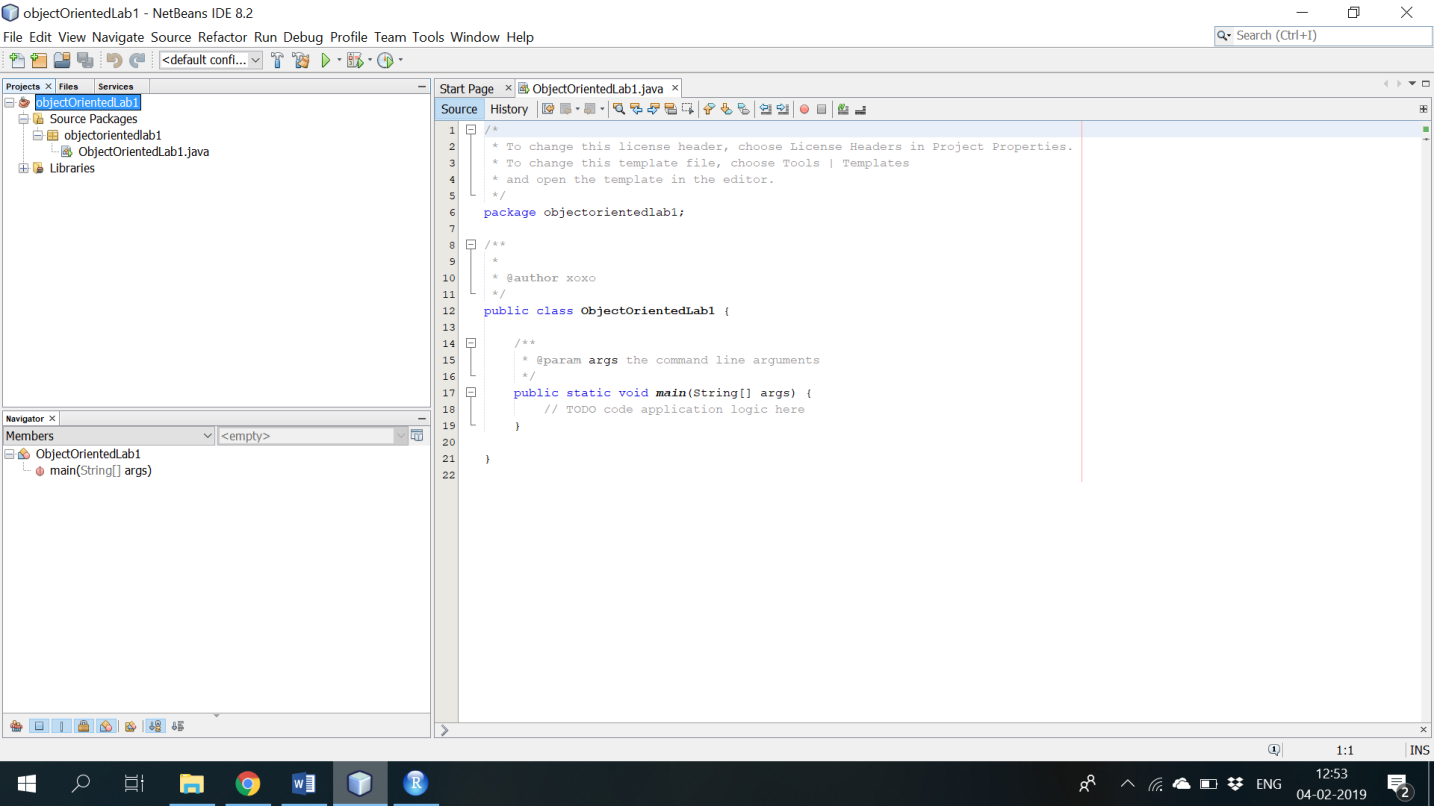 objectOrientedLab1 - NetBeans IDE 8.2
File Edit View Navigate Source Refactor Run Debug Profile Team Tools Window Help
Search (Ctrl+I)
<default confi...
Projects Files Services
objectOrientedLab1
Source Packages
objectorientedlab1
ObjectOrientedLab1.java
Libraries
Navigator
Members
<empty>
ObjectOrientedLab1
main(String[] args)
Start Page ObjectOrientedLab1.java
Source History
1 /*
2 * To change this license header, choose License Headers in Project Properties.
3 * To change this template file, choose Tools | Templates
4 * and open the template in the editor.
5 */
6 package objectorientedlab1;
7
8 /**
9 *
10 * @author xoxo
11 */
12 public class ObjectOrientedLab1 {
13
14 /**
15 * @param args the command line arguments
16 */
17 public static void main(String[] args) {
18 // TODO code application logic here
19 }
20
21 }
22
1:1 INS
W R ENG 12:53
04-02-2019
2